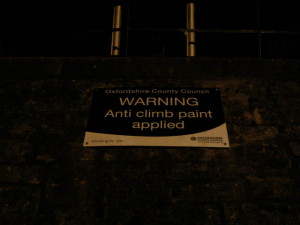 Oxfordshire County Council
WARNING
Anti climb paint
applied